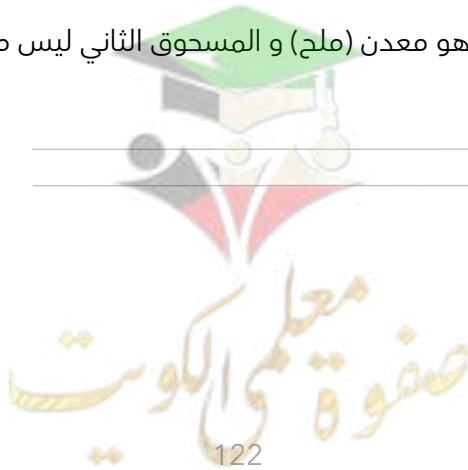 هو معدن (ملح) و المسحوق الثاني ليس
صفوة معلمي الكويت
122